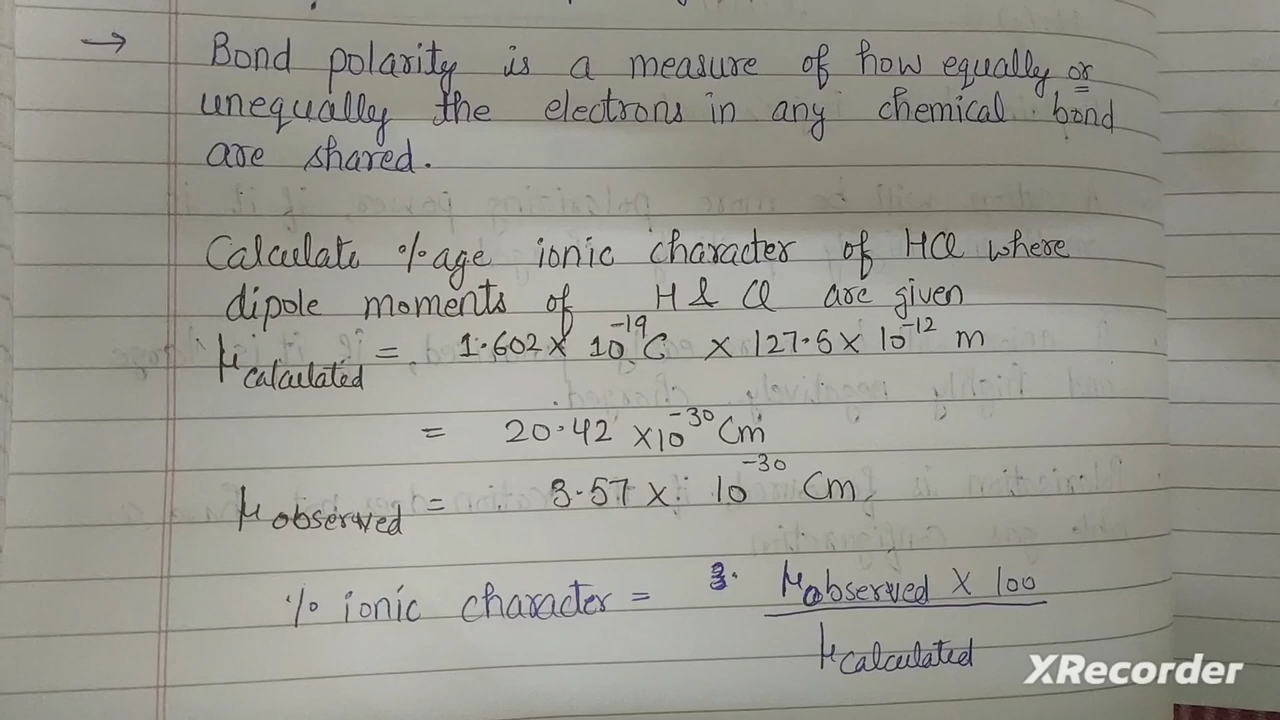 → Bond polarity is a measure of how equally or
unequally the electrons in any chemical bond
are shared.
Calculate %age ionic character of HCl where
dipole moments of H & Cl are given
μcalculated = 1.602 × 10⁻¹⁹ C × 127.5 × 10⁻¹² m
= 20.42 × 10⁻³⁰ Cm
μobserved = 3.57 × 10⁻³⁰ Cm
% ionic character = 3. μobserved × 100
μcalculated
XRecorder